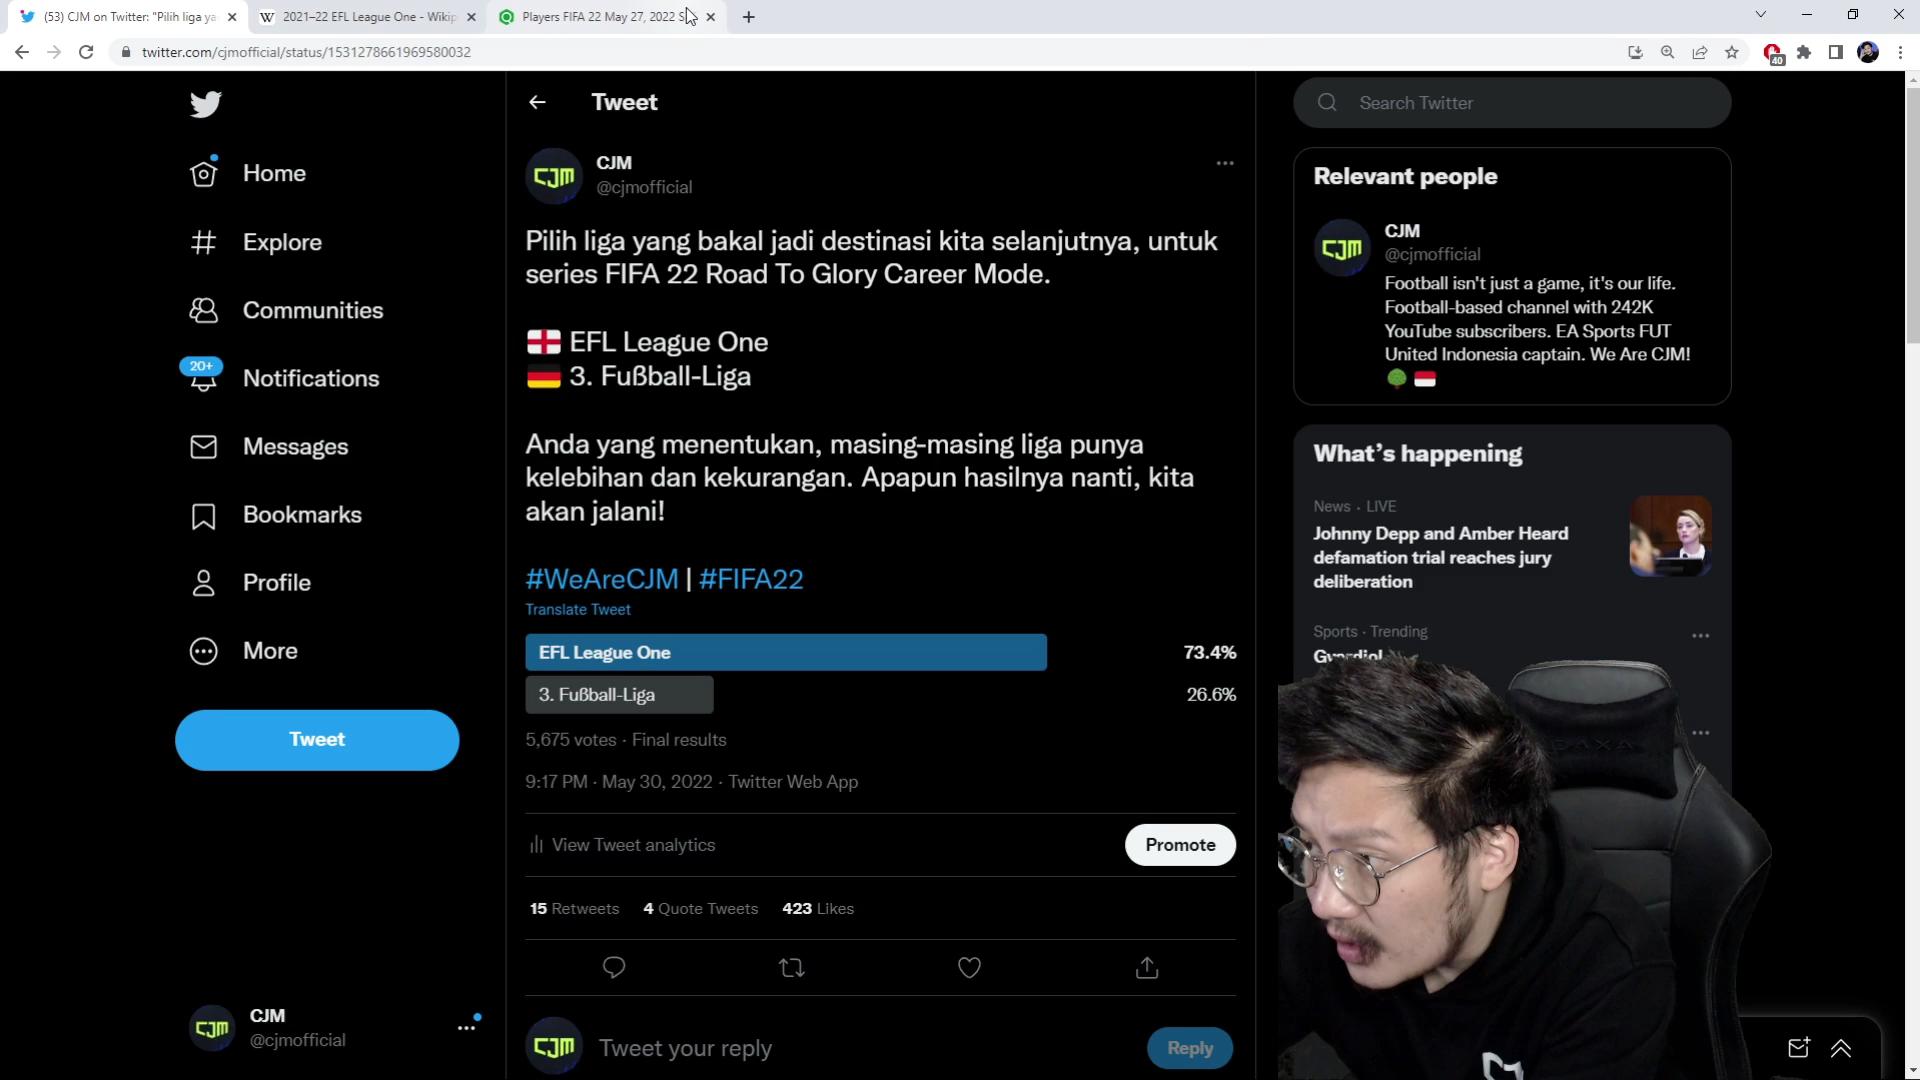 (53) CJM on Twitter: "Pilih liga ya
2021–22 EFL League One - Wikip
Players FIFA 22 May 27, 2022 S
twitter.com/cjmofficial/status/1531278661969580032
40
Home
Explore
Communities
20+
Notifications
Messages
Bookmarks
Profile
More
Tweet
CJM
CJM
@cjmofficial
Tweet
CJM
CJM
@cjmofficial
Pilih liga yang bakal jadi destinasi kita selanjutnya, untuk
series FIFA 22 Road To Glory Career Mode.
EFL League One
3. Fußball-Liga
Anda yang menentukan, masing-masing liga punya
kelebihan dan kekurangan. Apapun hasilnya nanti, kita
akan jalani!
#WeAreCJM | #FIFA22
Translate Tweet
EFL League One 73.4%
3. Fußball-Liga 26.6%
5,675 votes · Final results
9:17 PM · May 30, 2022 · Twitter Web App
View Tweet analytics
Promote
15 Retweets 4 Quote Tweets 423 Likes
CJM
Tweet your reply
Reply
Search Twitter
Relevant people
CJM
CJM
@cjmofficial
Football isn't just a game, it's our life.
Football-based channel with 242K
YouTube subscribers. EA Sports FUT
United Indonesia captain. We Are CJM!
What's happening
News · LIVE
Johnny Depp and Amber Heard
defamation trial reaches jury
deliberation
Sports · Trending
Gvardiol